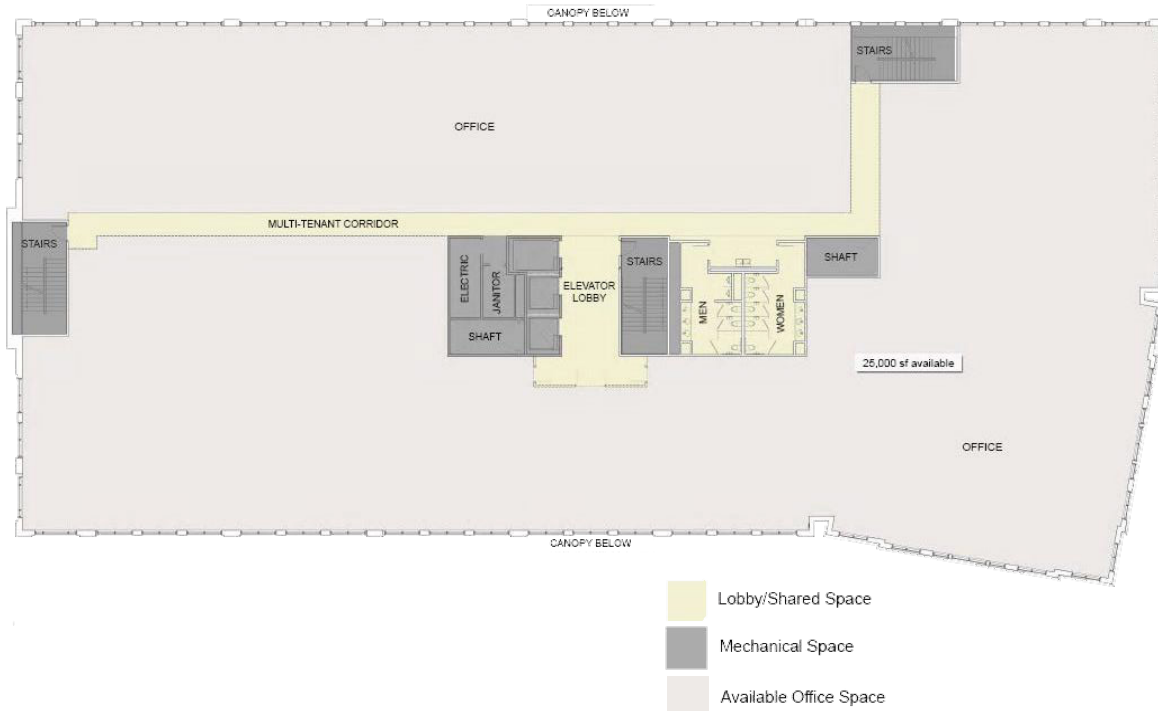 CANOPY BELOW
STAIRS
OFFICE
MULTI-TENANT CORRIDOR
STAIRS
ELECTRIC
JANITOR
ELEVATOR
LOBBY
STAIRS
SHAFT
MEN
WOMEN
SHAFT
25,000 sf available
OFFICE
CANOPY BELOW
Lobby/Shared Space
Mechanical Space
Available Office Space